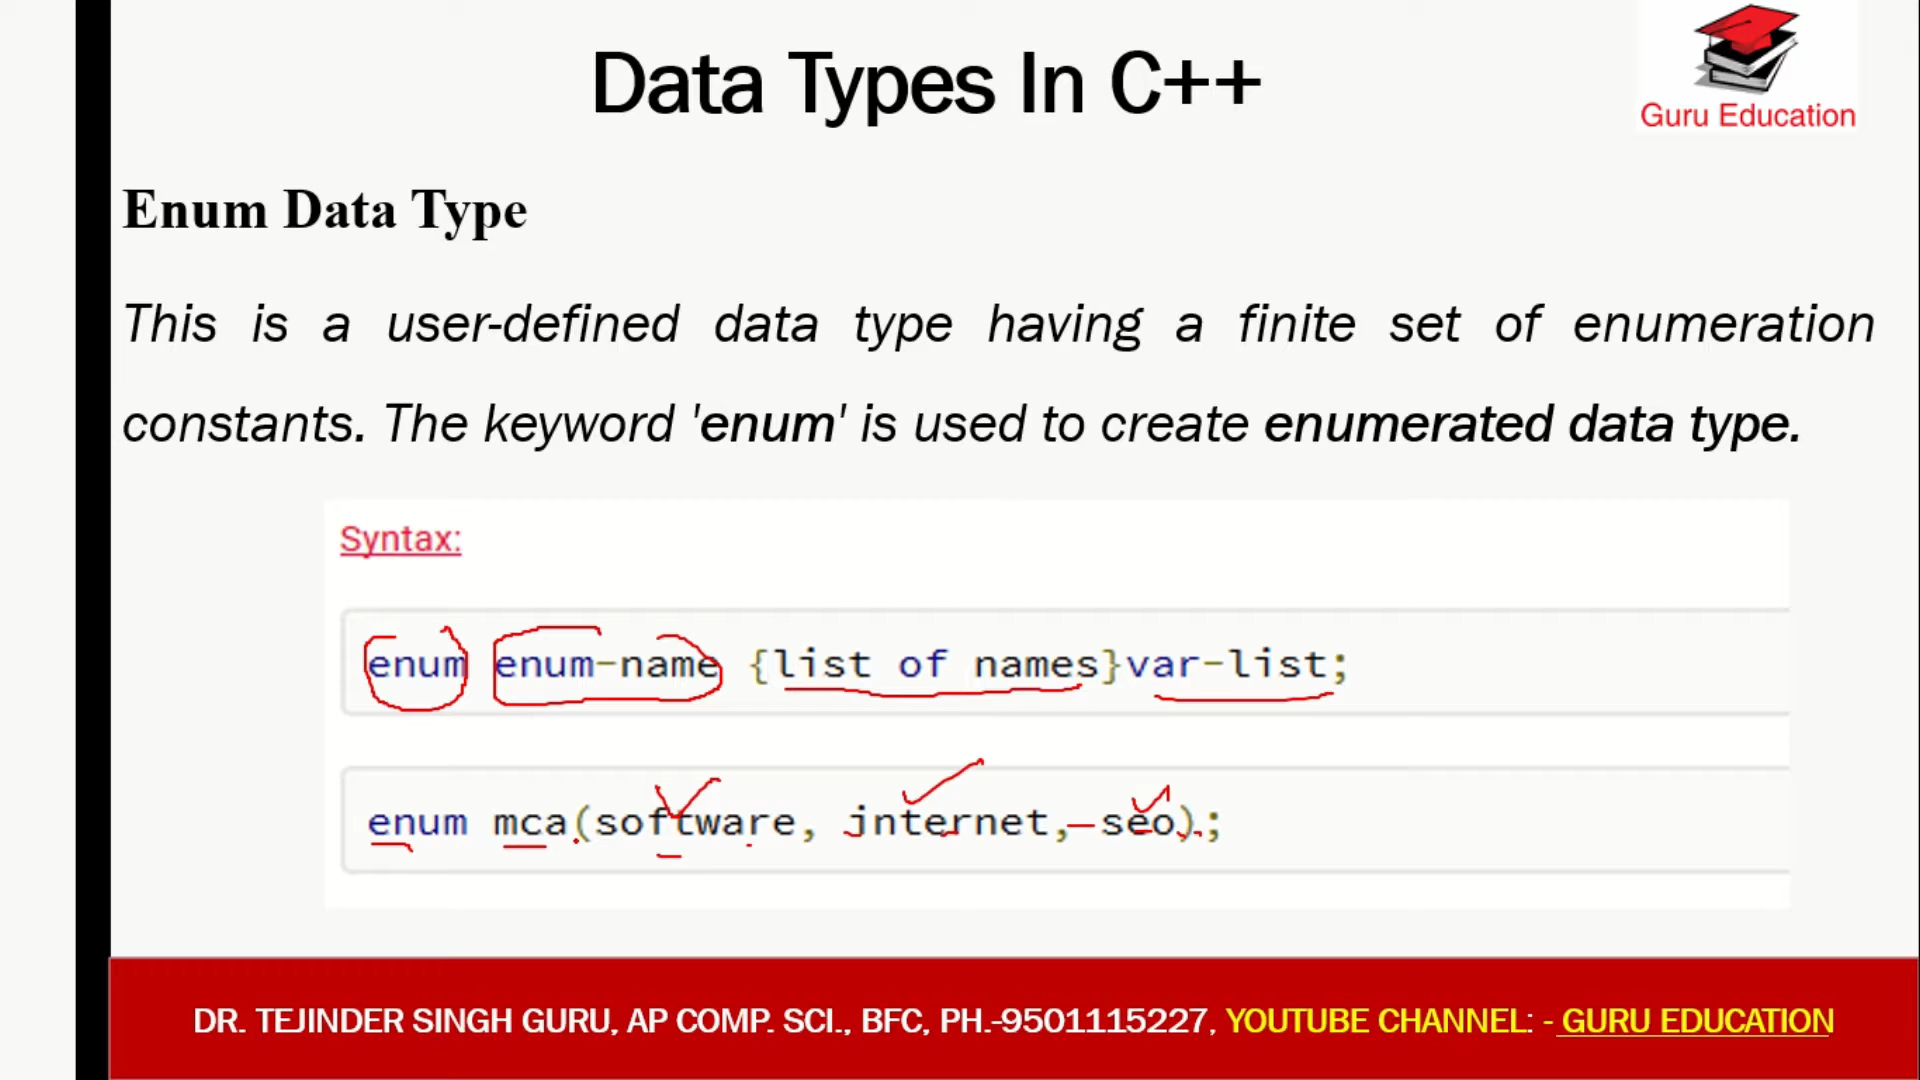 Data Types In C++
Guru Education
Enum Data Type
This is a user-defined data type having a finite set of enumeration
constants. The keyword 'enum' is used to create enumerated data type.
Syntax:
enum enum-name {list of names}var-list;
enum mca(software, internet, seo);
DR. TEJINDER SINGH GURU, AP COMP. SCI., BFC, PH.-9501115227, YOUTUBE CHANNEL: - GURU EDUCATION